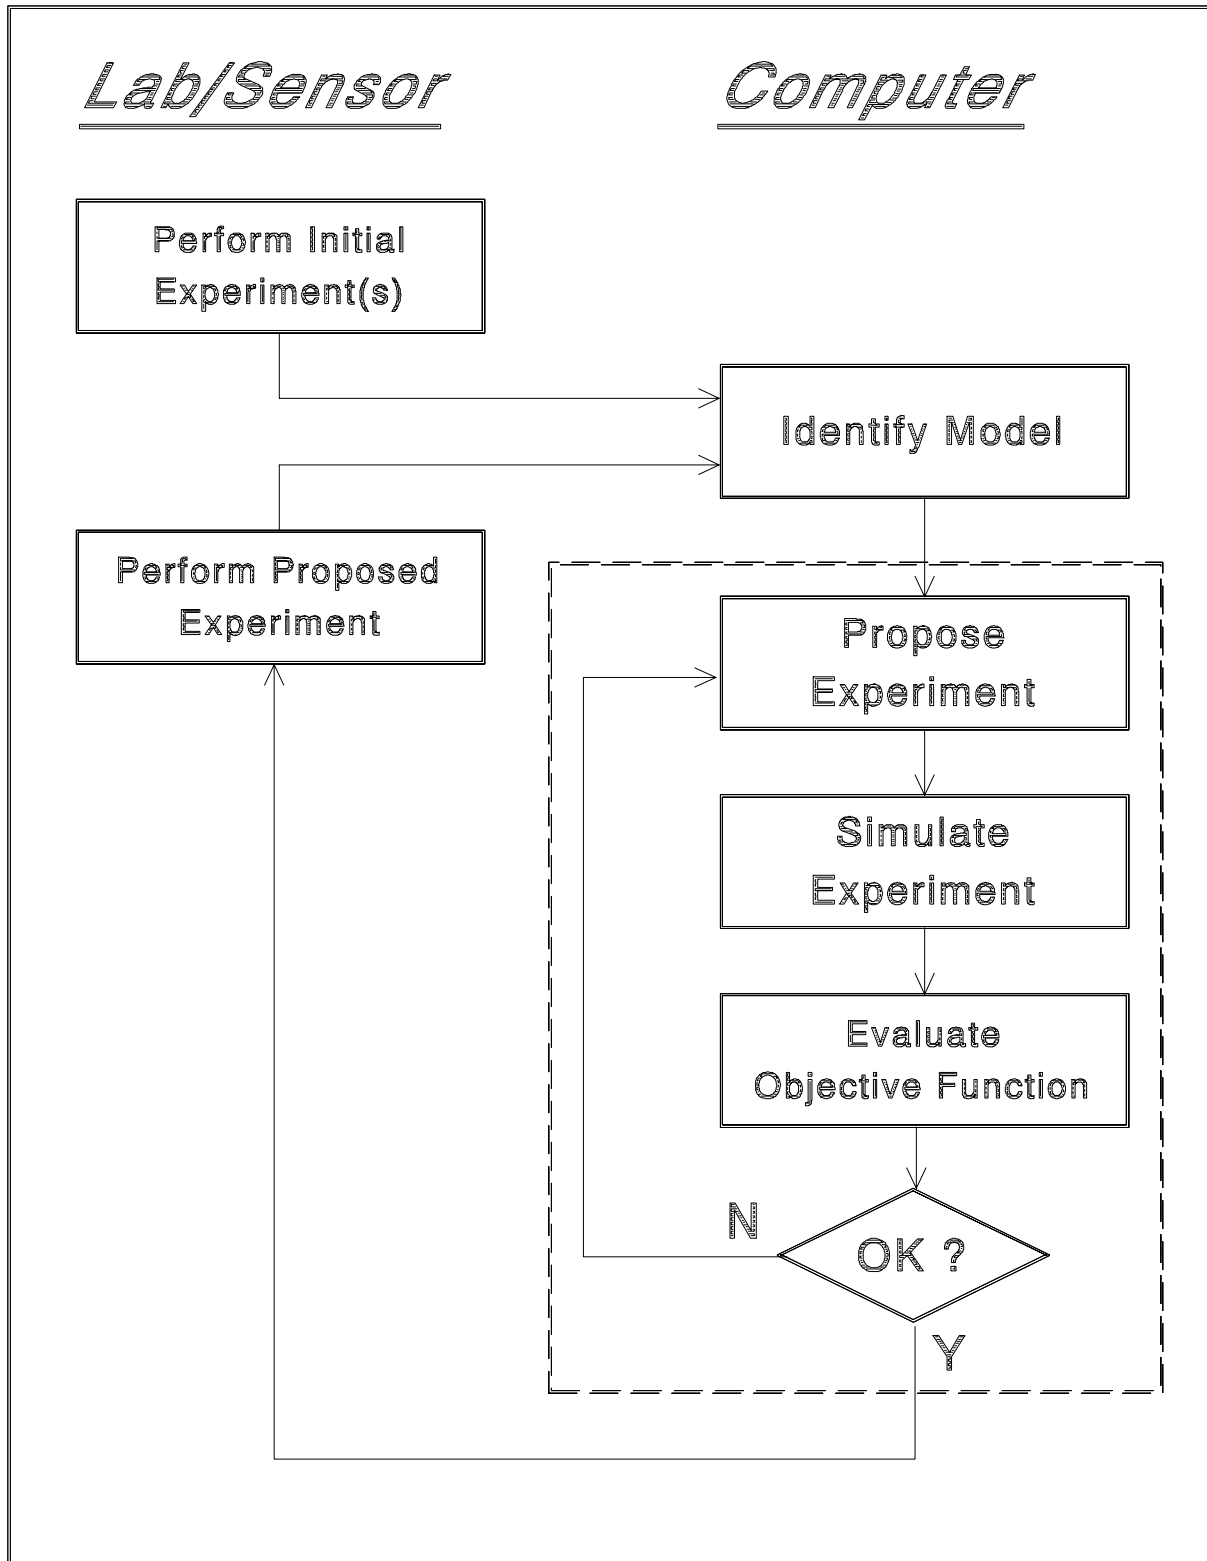 Lab/Sensor
Computer
Perform Initial
Experiment(s)
Identify Model
Perform Proposed
Experiment
Propose
Experiment
Simulate
Experiment
Evaluate
Objective Function
N
OK ?
Y